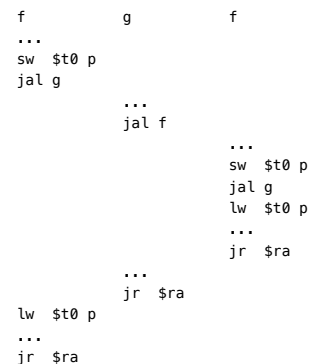 f g f
...
sw $t0 p
jal g
...
jal f
...
sw $t0 p
jal g
lw $t0 p
...
jr $ra
...
jr $ra
lw $t0 p
...
jr $ra